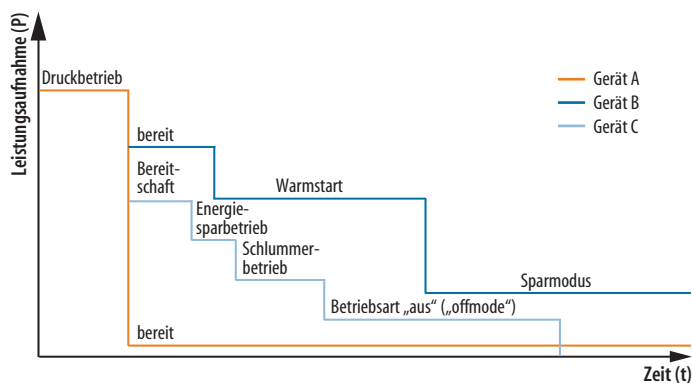 Leistungsaufnahme (P)
Druckbetrieb
Gerät A
Gerät B
Gerät C
bereit
Bereit-
schaft
Warmstart
Energie-
sparbetrieb
Schlummer-
betrieb
Sparmodus
Betriebsart „aus“ („offmode“)
bereit
Zeit (t)